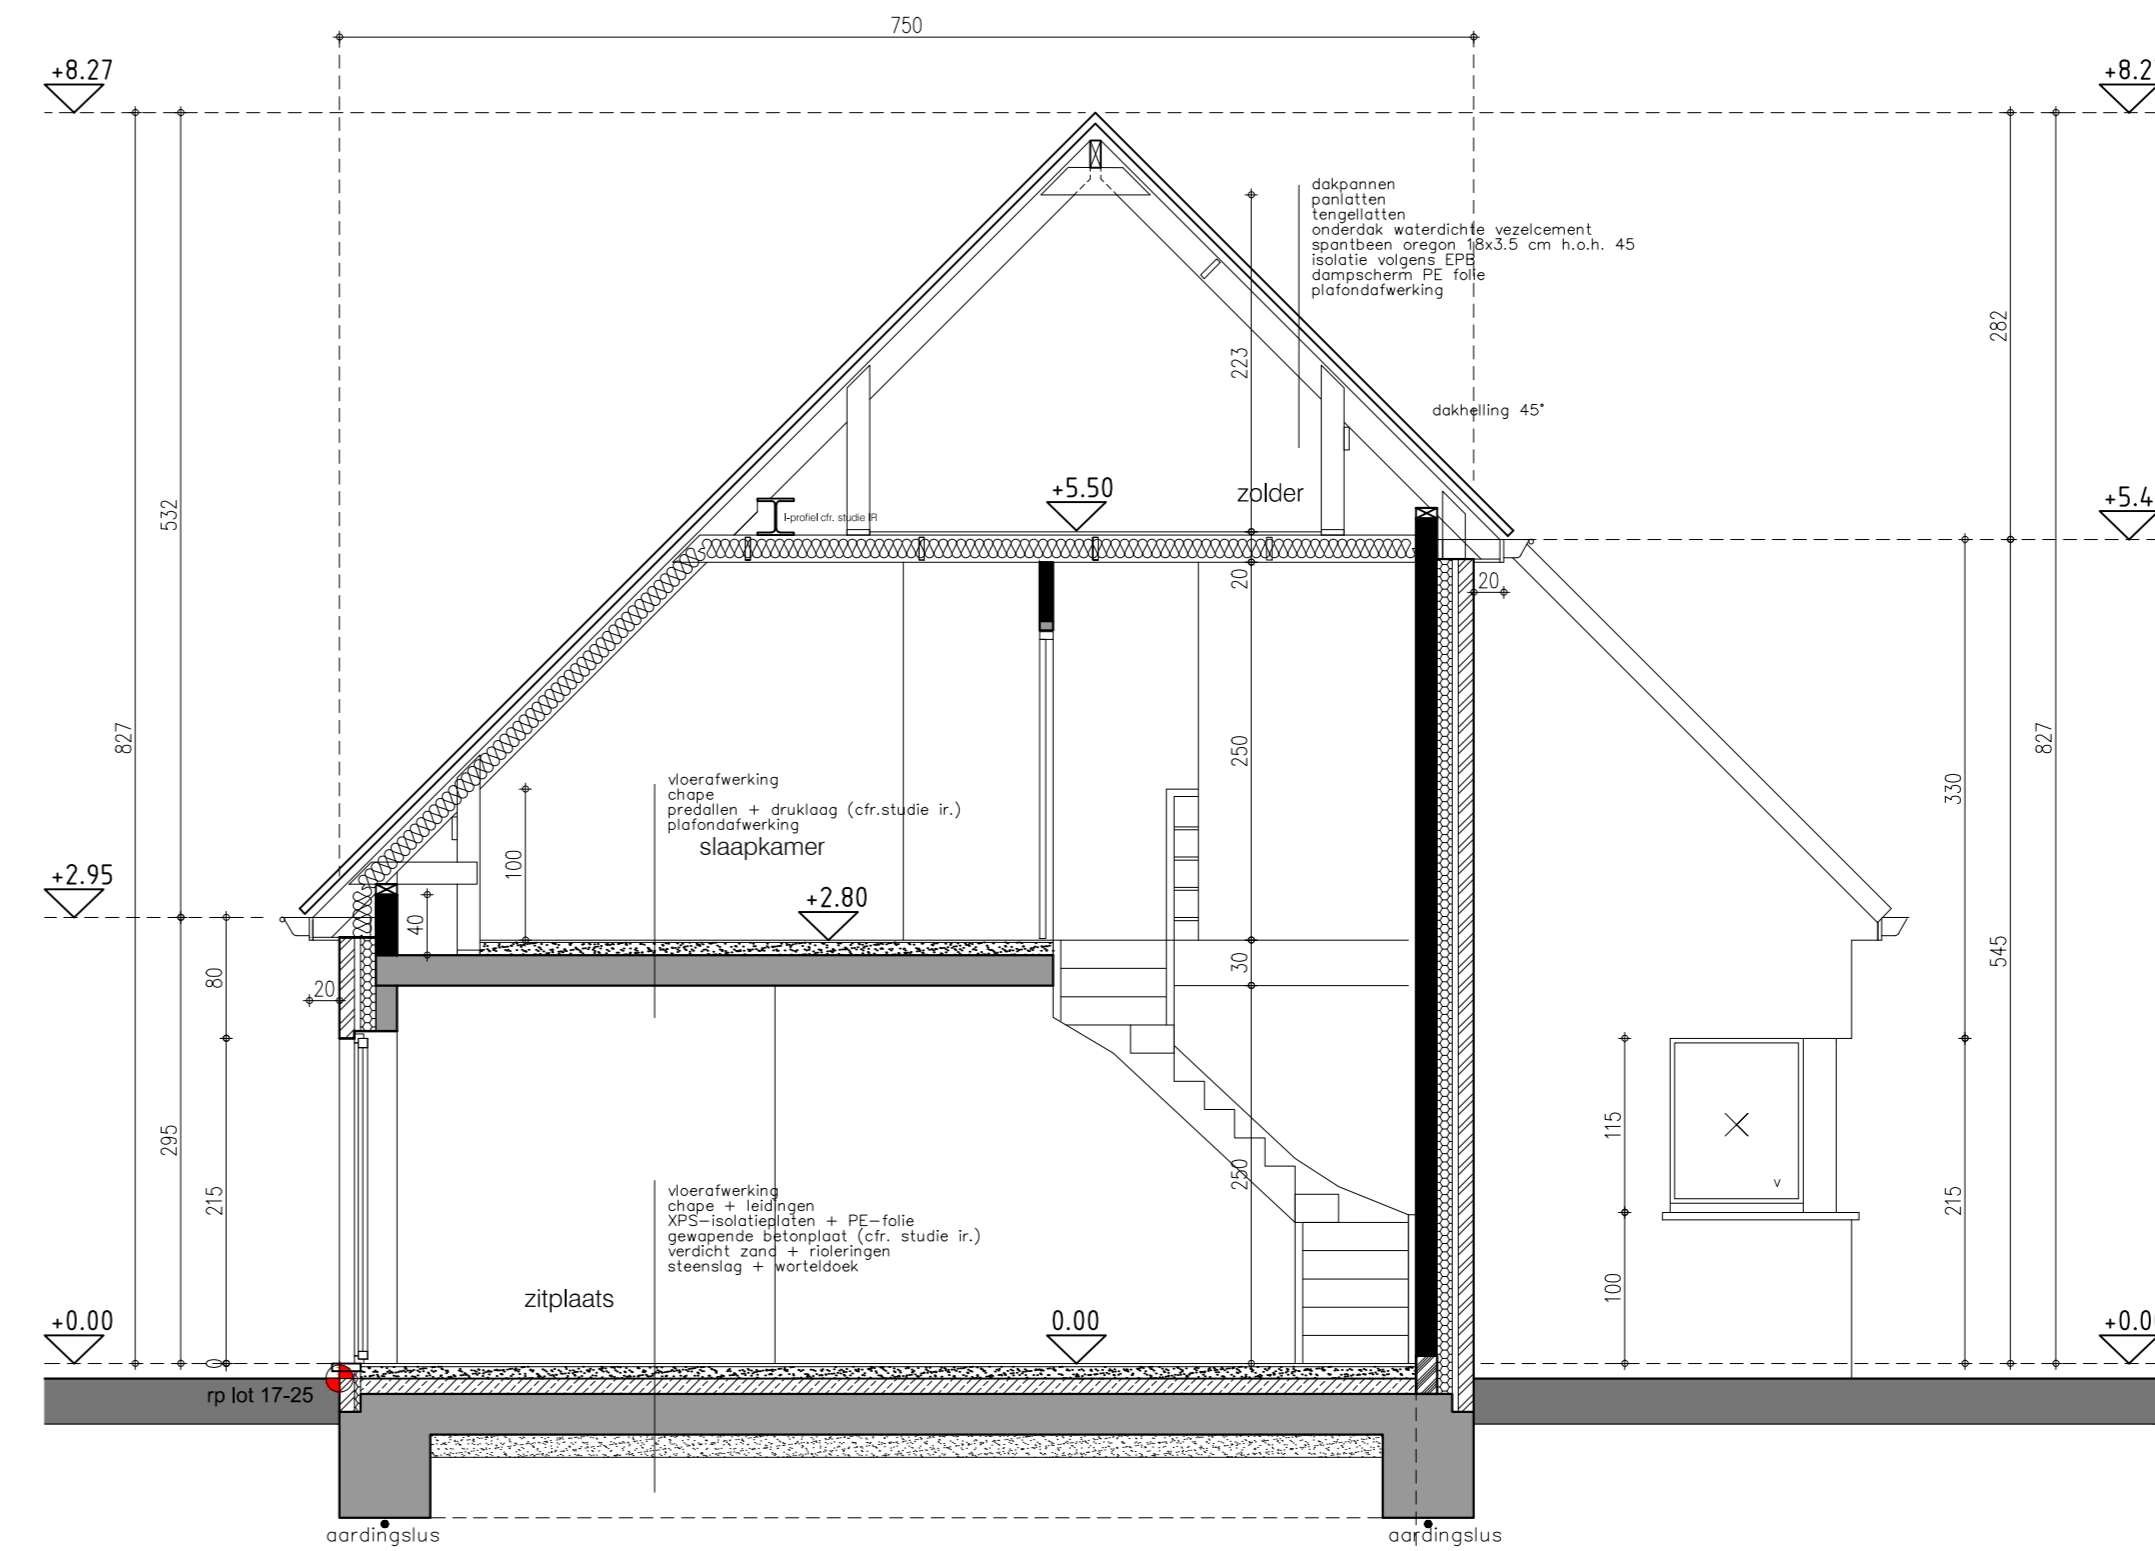 750
+8.27
+8.2
dakpannen
panlatten
tengellatten
onderdak waterdichte vezelcement
spantbeen oregon 18x3.5 cm h.o.h. 45
isolatie volgens EPB
dampscherm PE folie
plafondafwerking
282
223
dakhelling 45°
532
+5.50
zolder
+5.4
I-profiel cfr. studie IR
20
20
827
250
827
330
vloerafwerking
chape
predallen + druklaag (cfr.studie ir.)
plafondafwerking
slaapkamer
100
+2.95
+2.80
40
80
30
545
20
295
215
115
250
215
vloerafwerking
chape + leidingen
XPS-isolatieplaten + PE-folie
gewapende betonplaat (cfr. studie ir.)
verdicht zand + rioleringen
steenslag + worteldoek
100
zitplaats
+0.00
0.00
+0.0
0
rp lot 17-25
aardingslus
aardingslus
v